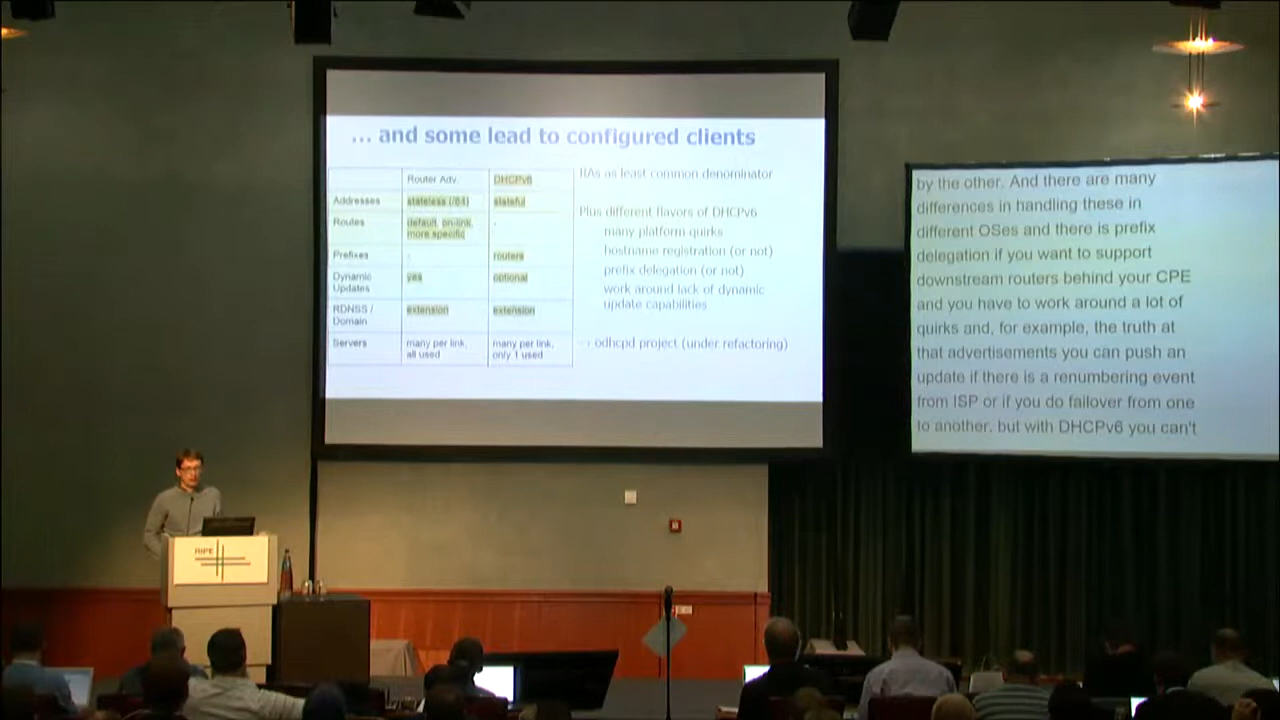 ... and some lead to configured clients
Router Adv.
DHCPv6
Addresses
stateless (/64)
stateful
Routes
default, on-link,
more specific
-
Prefixes
-
routers
Dynamic
Updates
yes
optional
RDNSS /
Domain
extension
extension
Servers
many per link,
all used
many per link,
only 1 used
RAs as least common denominator
Plus different flavors of DHCPv6
many platform quirks
hostname registration (or not)
prefix delegation (or not)
work around lack of dynamic
update capabilities
odhcpd project (under refactoring)
by the other. And there are many
differences in handling these in
different OSes and there is prefix
delegation if you want to support
downstream routers behind your CPE
and you have to work around a lot of
quirks and, for example, the truth at
that advertisements you can push an
update if there is a renumbering event
from ISP or if you do failover from one
to another, but with DHCPv6 you can't
RIPE